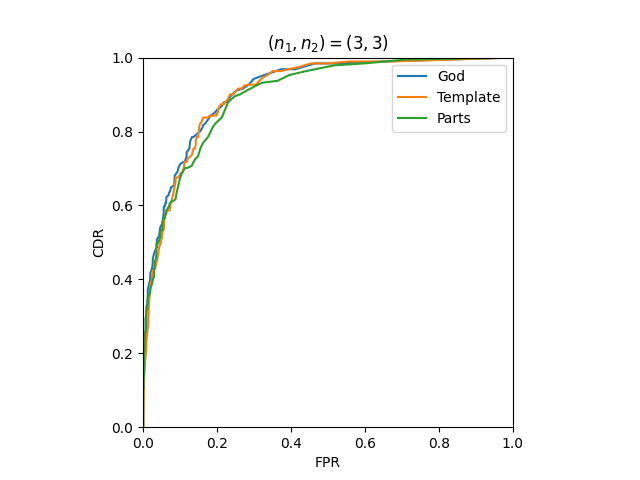 (n₁, n₂) = (3, 3)
1.0
0.8
0.6
0.4
0.2
0.0
CDR
God
Template
Parts
0.0 0.2 0.4 0.6 0.8 1.0
FPR